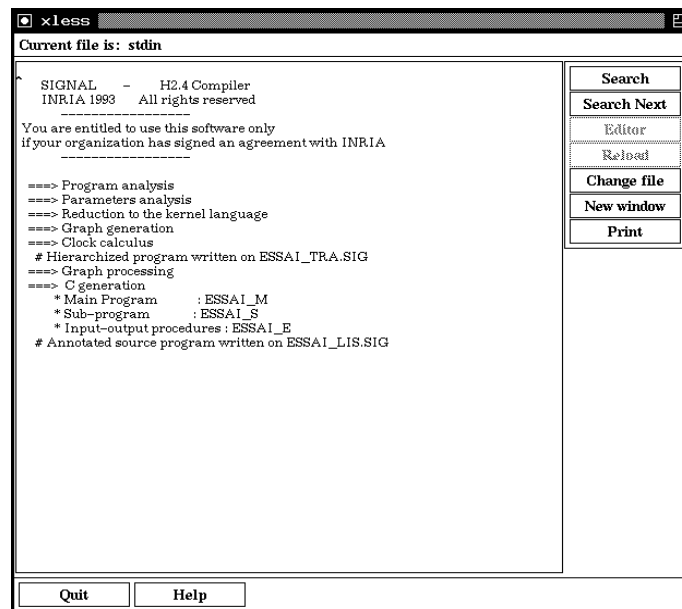 xless
Current file is: stdin
SIGNAL – H2.4 Compiler
INRIA 1993 All rights reserved
–––––––––––––––––
You are entitled to use this software only
if your organization has signed an agreement with INRIA
–––––––––––––––––
===> Program analysis
===> Parameters analysis
===> Reduction to the kernel language
===> Graph generation
===> Clock calculus
# Hierarchized program written on ESSAI_TRA.SIG
===> Graph processing
===> C generation
* Main Program : ESSAI_M
* Sub–program : ESSAI_S
* Input–output procedures : ESSAI_E
# Annotated source program written on ESSAI_LIS.SIG
Search
Search Next
Editor
Reload
Change file
New window
Print
Quit
Help